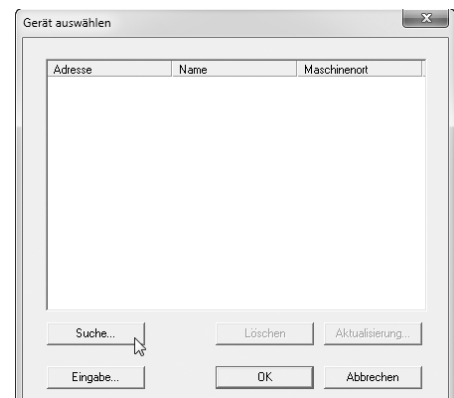 Gerät auswählen
Adresse Name Maschinenort
Suche... Löschen Aktualisierung...
Eingabe... OK Abbrechen